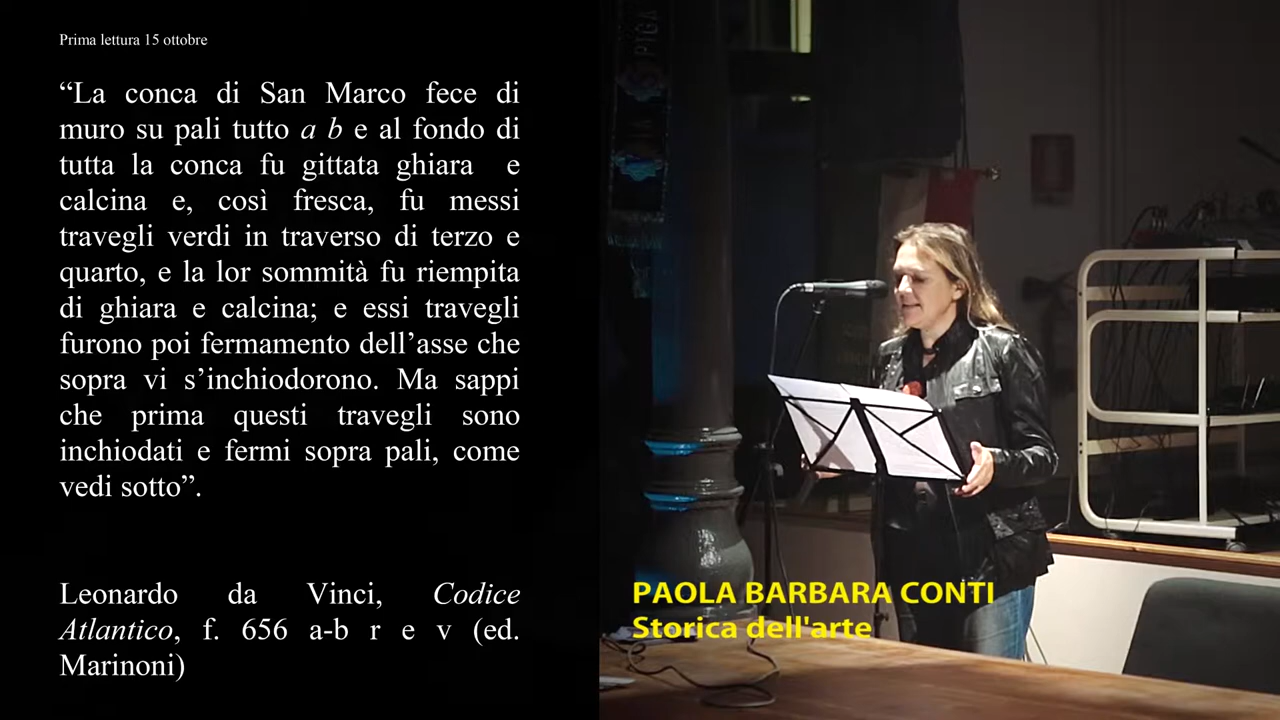 Prima lettura 15 ottobre
“La conca di San Marco fece di
muro su pali tutto a b e al fondo di
tutta la conca fu gittata ghiara e
calcina e, così fresca, fu messi
travegli verdi in traverso di terzo e
quarto, e la lor sommità fu riempita
di ghiara e calcina; e essi travegli
furono poi fermamento dell’asse che
sopra vi s’inchiodorono. Ma sappi
che prima questi travegli sono
inchiodati e fermi sopra pali, come
vedi sotto”.
Leonardo da Vinci, Codice
Atlantico, f. 656 a-b r e v (ed.
Marinoni)
PAOLA BARBARA CONTI
Storica dell'arte